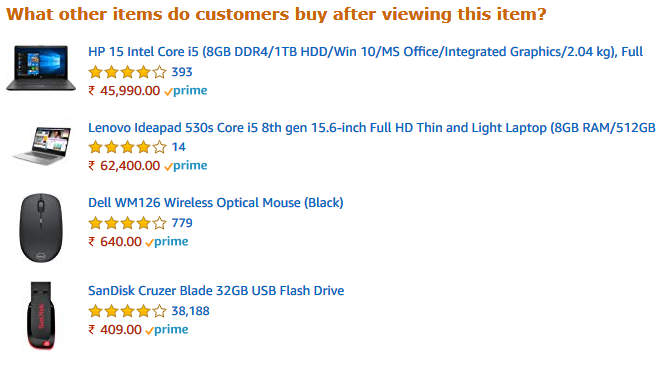 What other items do customers buy after viewing this item?
HP 15 Intel Core i5 (8GB DDR4/1TB HDD/Win 10/MS Office/Integrated Graphics/2.04 kg), Full
393
₹ 45,990.00 prime
Lenovo Ideapad 530s Core i5 8th gen 15.6-inch Full HD Thin and Light Laptop (8GB RAM/512GB
14
₹ 62,400.00 prime
Dell WM126 Wireless Optical Mouse (Black)
779
₹ 640.00 prime
SanDisk Cruzer Blade 32GB USB Flash Drive
38,188
₹ 409.00 prime
SanDisk